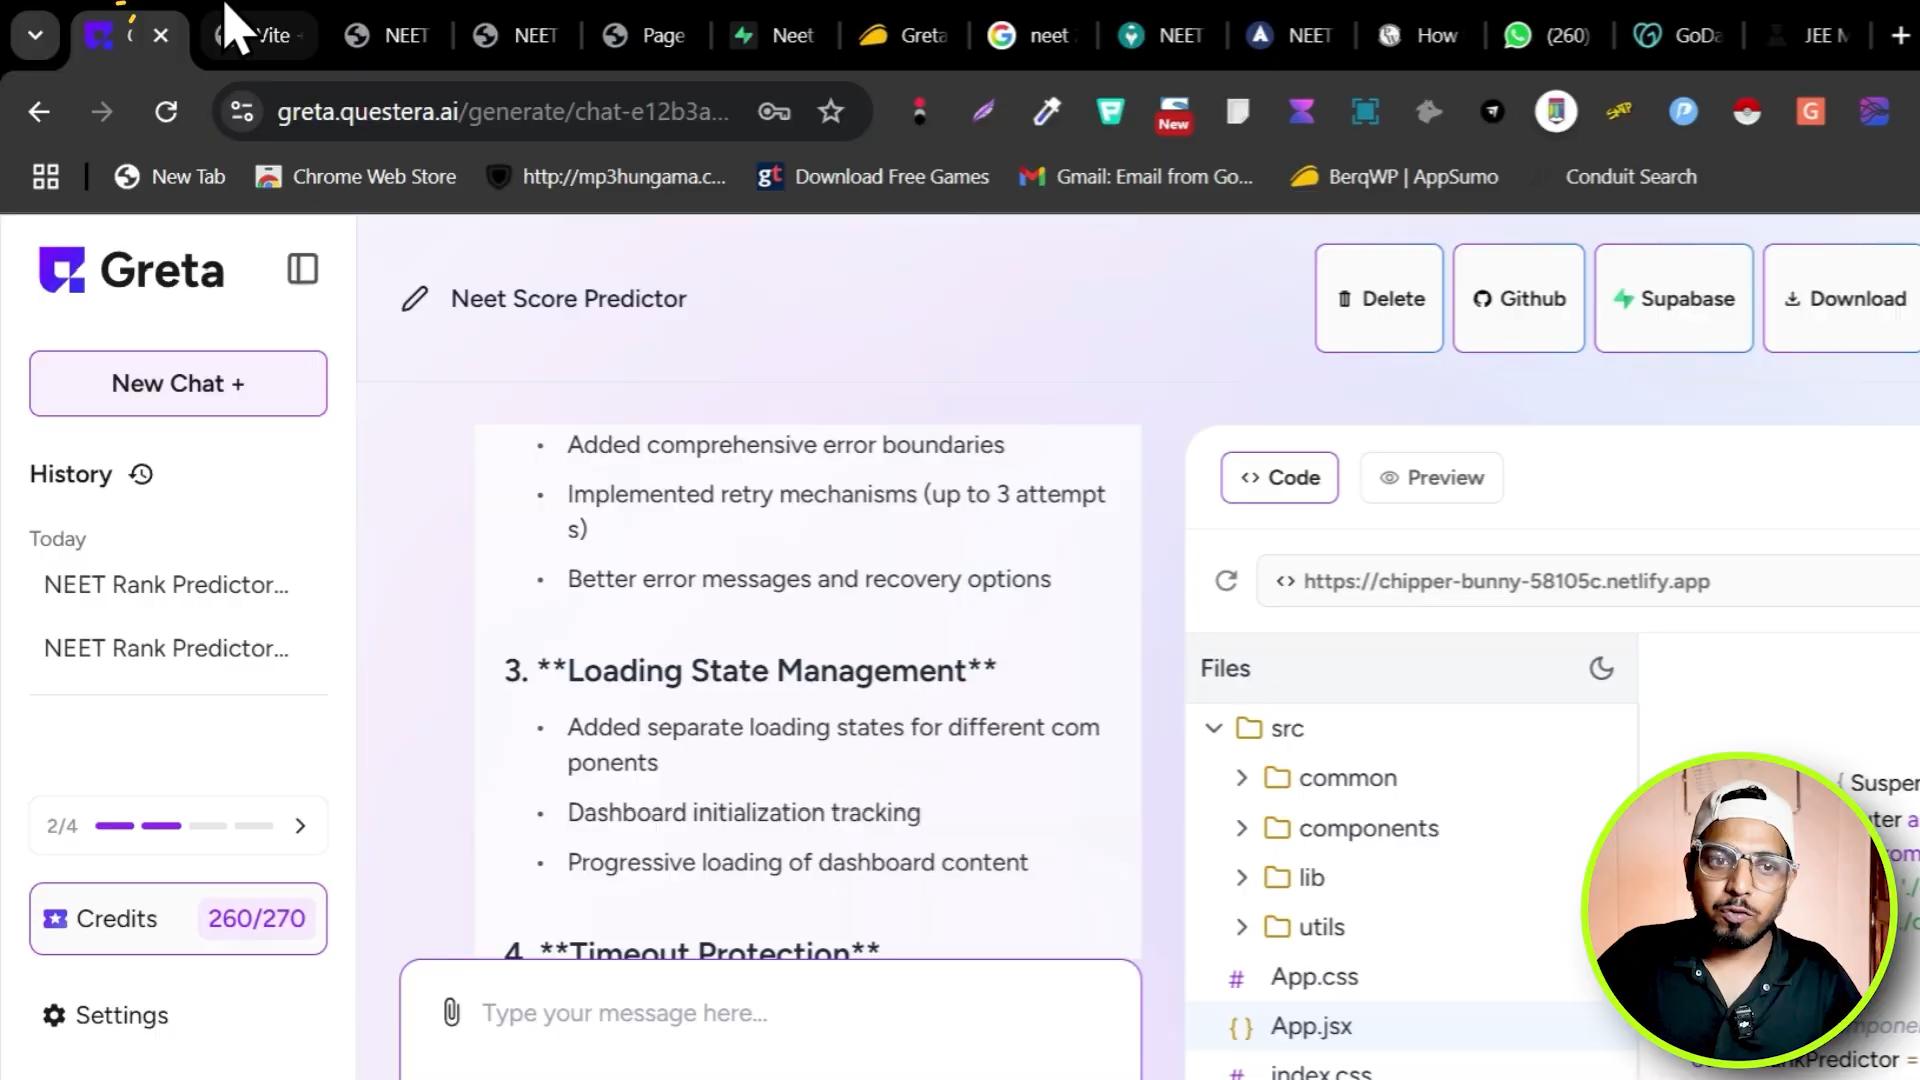 Vite
NEET
NEET
Page
Neet
Greta
neet
NEET
NEET
How
(260)
GoDa
JEE M
greta.questera.ai/generate/chat-e12b3a...
New
New Tab
Chrome Web Store
http://mp3hungama.c...
gt
Download Free Games
Gmail: Email from Go...
BerqWP | AppSumo
Conduit Search
Greta
Neet Score Predictor
Delete
Github
Supabase
Download
New Chat +
History
Today
NEET Rank Predictor...
NEET Rank Predictor...
2/4
Credits 260/270
Settings
• Added comprehensive error boundaries
• Implemented retry mechanisms (up to 3 attempt
s)
• Better error messages and recovery options
3. **Loading State Management**
• Added separate loading states for different com
ponents
• Dashboard initialization tracking
• Progressive loading of dashboard content
4. **Timeout Protection**
Type your message here...
<> Code
Preview
<> https://chipper-bunny-58105c.netlify.app
Files
src
common
components
lib
utils
# App.css
{ } App.jsx
# index.css
{ Suspen